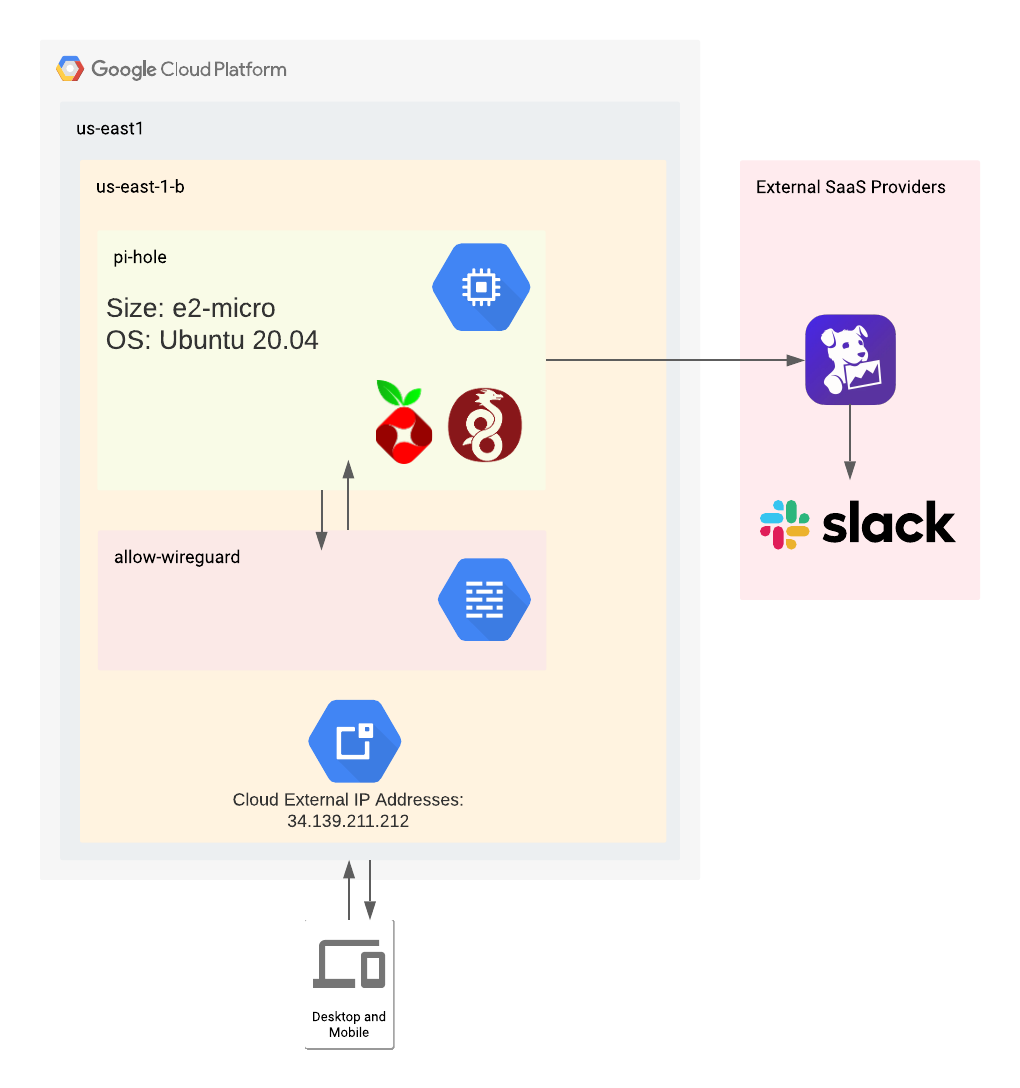 Google Cloud Platform
us-east1
us-east-1-b
External SaaS Providers
pi-hole
Size: e2-micro
OS: Ubuntu 20.04
slack
allow-wireguard
Cloud External IP Addresses:
34.139.211.212
Desktop and
Mobile